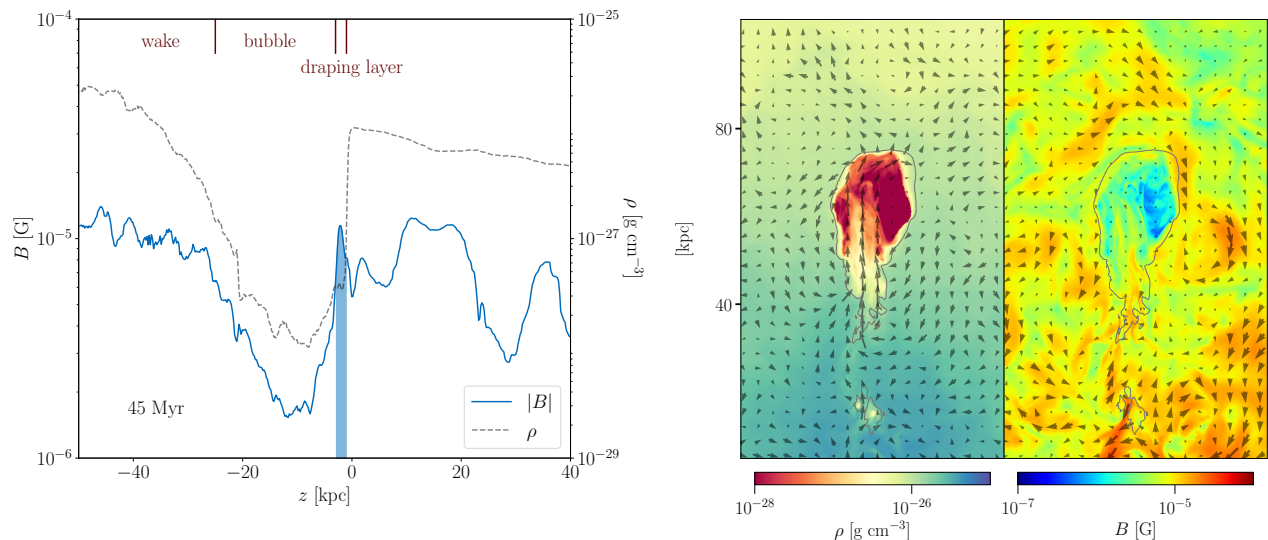 10⁻⁴
10⁻⁵
10⁻⁶
B [G]
wake
bubble
draping layer
45 Myr
|B|
ρ
−40
−20
0
20
40
z [kpc]
10⁻²⁵
10⁻²⁷
10⁻²⁹
ρ [g cm⁻³]
80
40
[kpc]
10⁻²⁸
10⁻²⁶
ρ [g cm⁻³]
10⁻⁷
10⁻⁵
B [G]